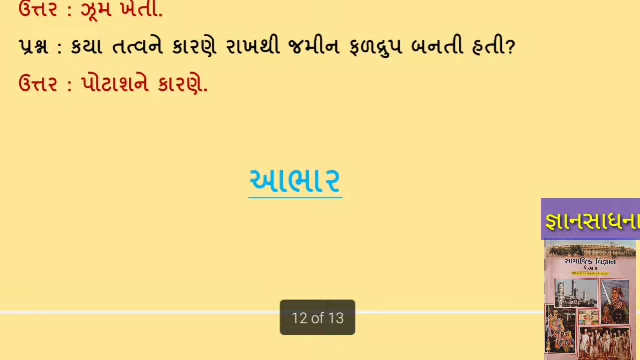 ઉત્તર : ઝૂમ ખેતી.
પ્રશ્ન : કયા તત્વને કારણે રાખથી જમીન ફળદ્રુપ બનતી હતી?
ઉત્તર : પોટાશને કારણે.
આભાર
જ્ઞાનસાધના
સામાજિક વિજ્ઞાન
12 of 13